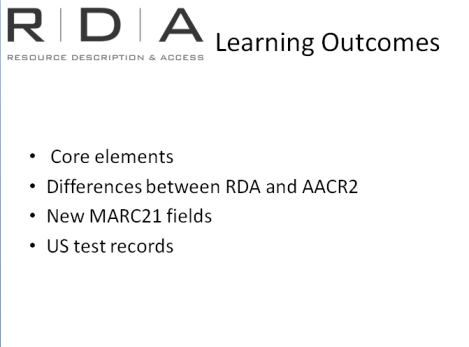 R|D|A
RESOURCE DESCRIPTION & ACCESS
Learning Outcomes
• Core elements
• Differences between RDA and AACR2
• New MARC21 fields
• US test records